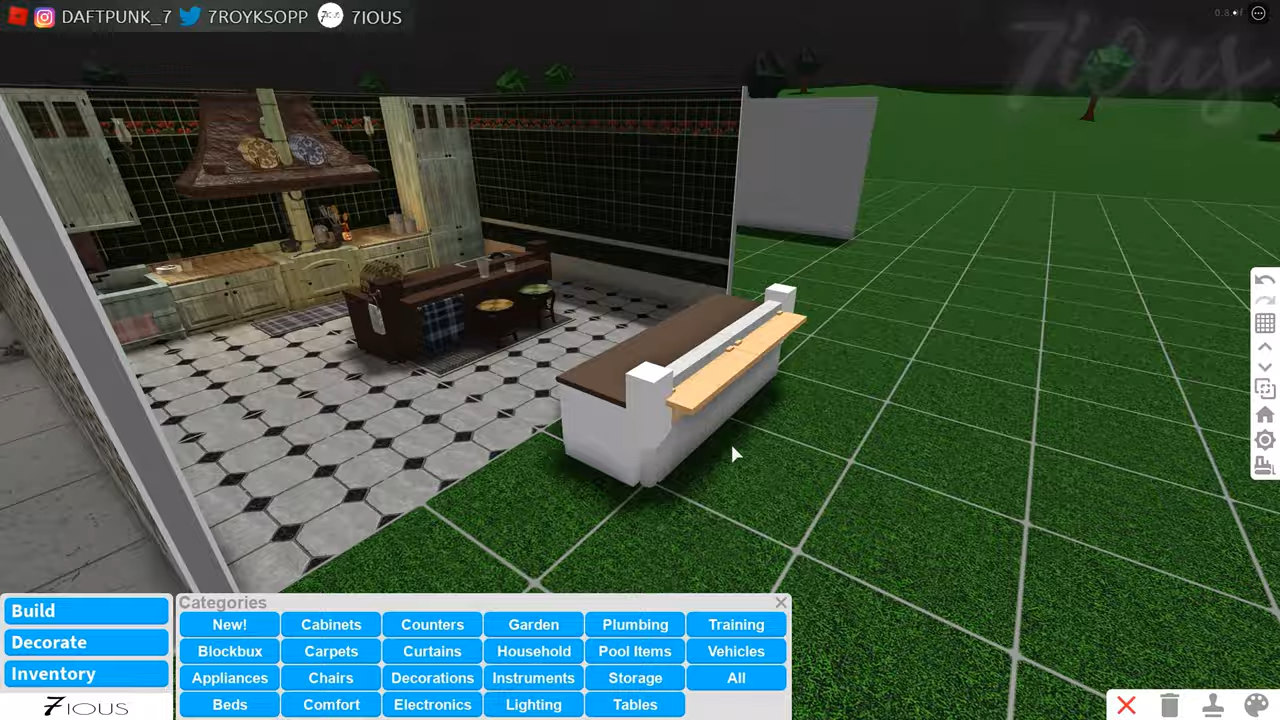 DAFTPUNK_7 7ROYKSOPP 7IOUS
7i0us
Build
Decorate
Inventory
7IOUS
Categories
New! Cabinets Counters Garden Plumbing Training
Blockbux Carpets Curtains Household Pool Items Vehicles
Appliances Chairs Decorations Instruments Storage All
Beds Comfort Electronics Lighting Tables